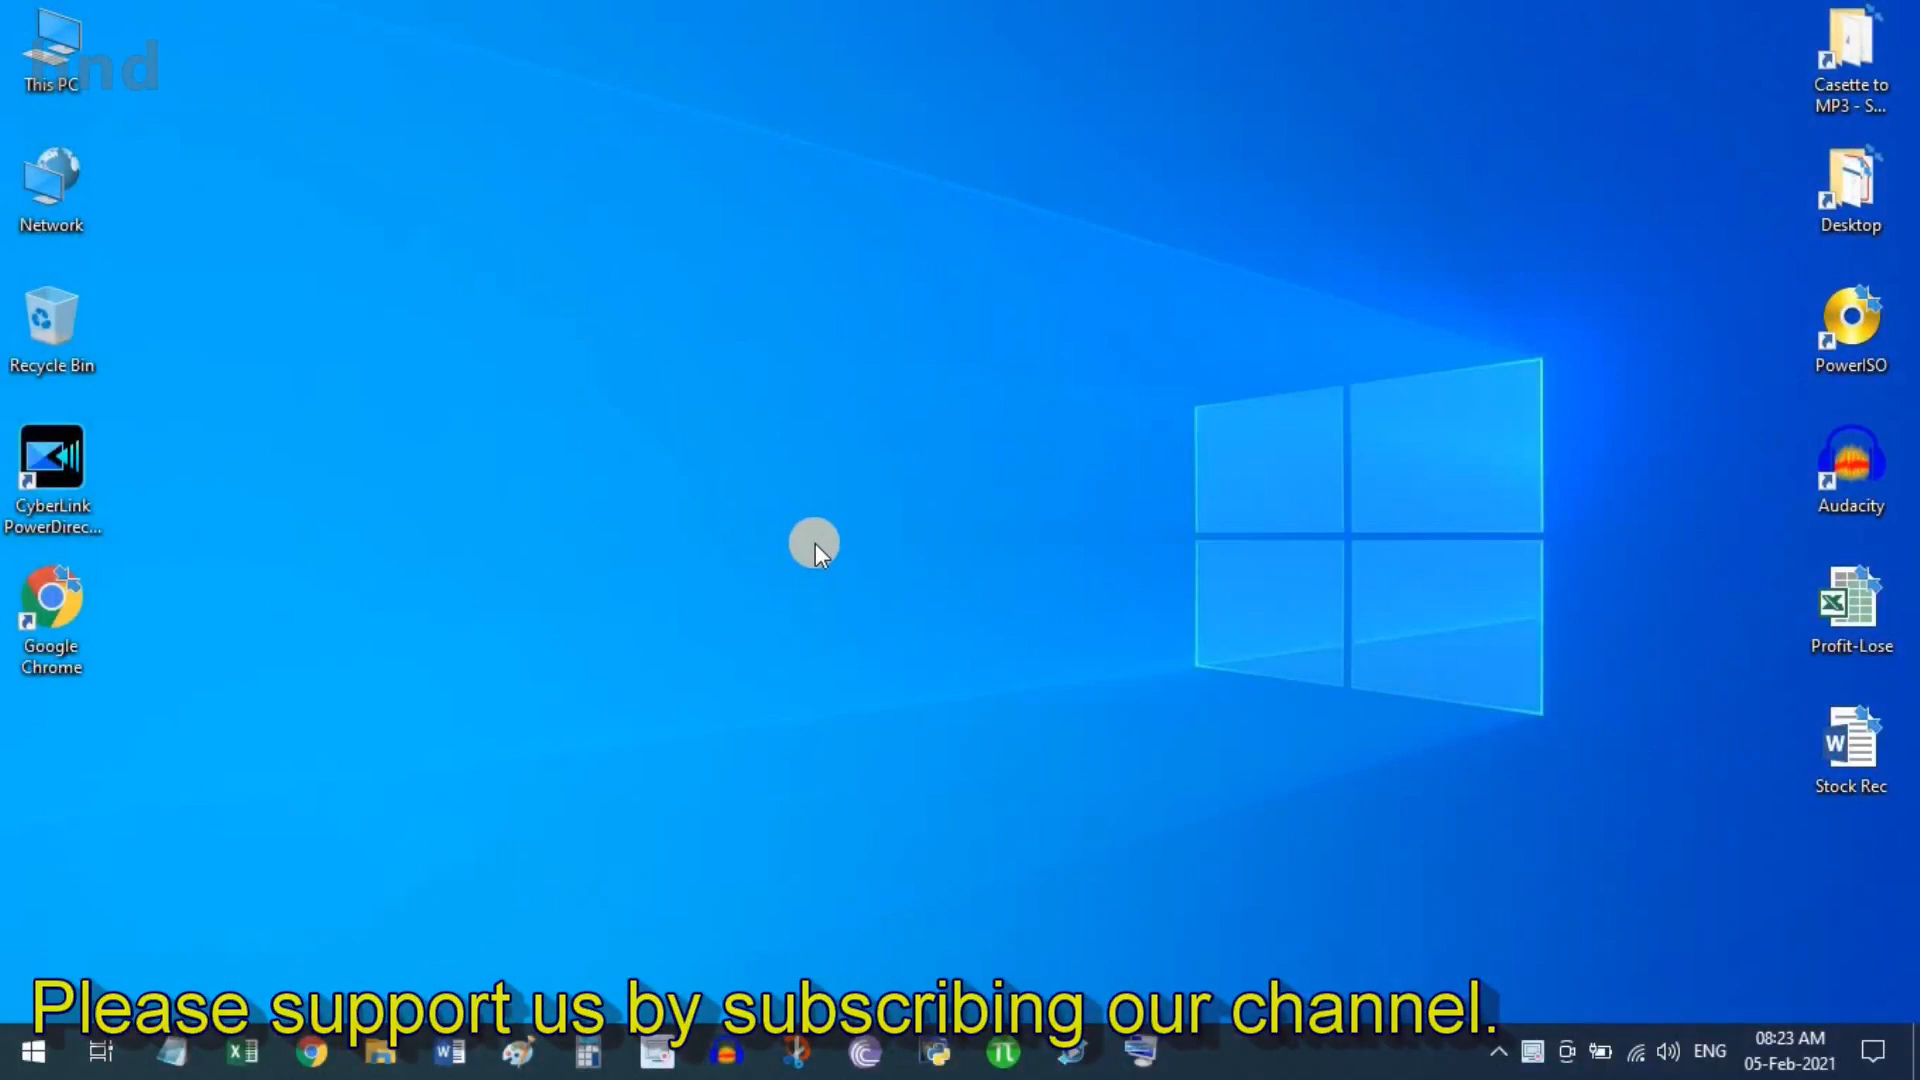 This PC
Network
Recycle Bin
CyberLink
PowerDirec...
Google
Chrome
Casette to
MP3 - S...
Desktop
PowerISO
Audacity
Profit-Lose
Stock Rec
Please support us by subscribing our channel.
ENG
08:23 AM
05-Feb-2021